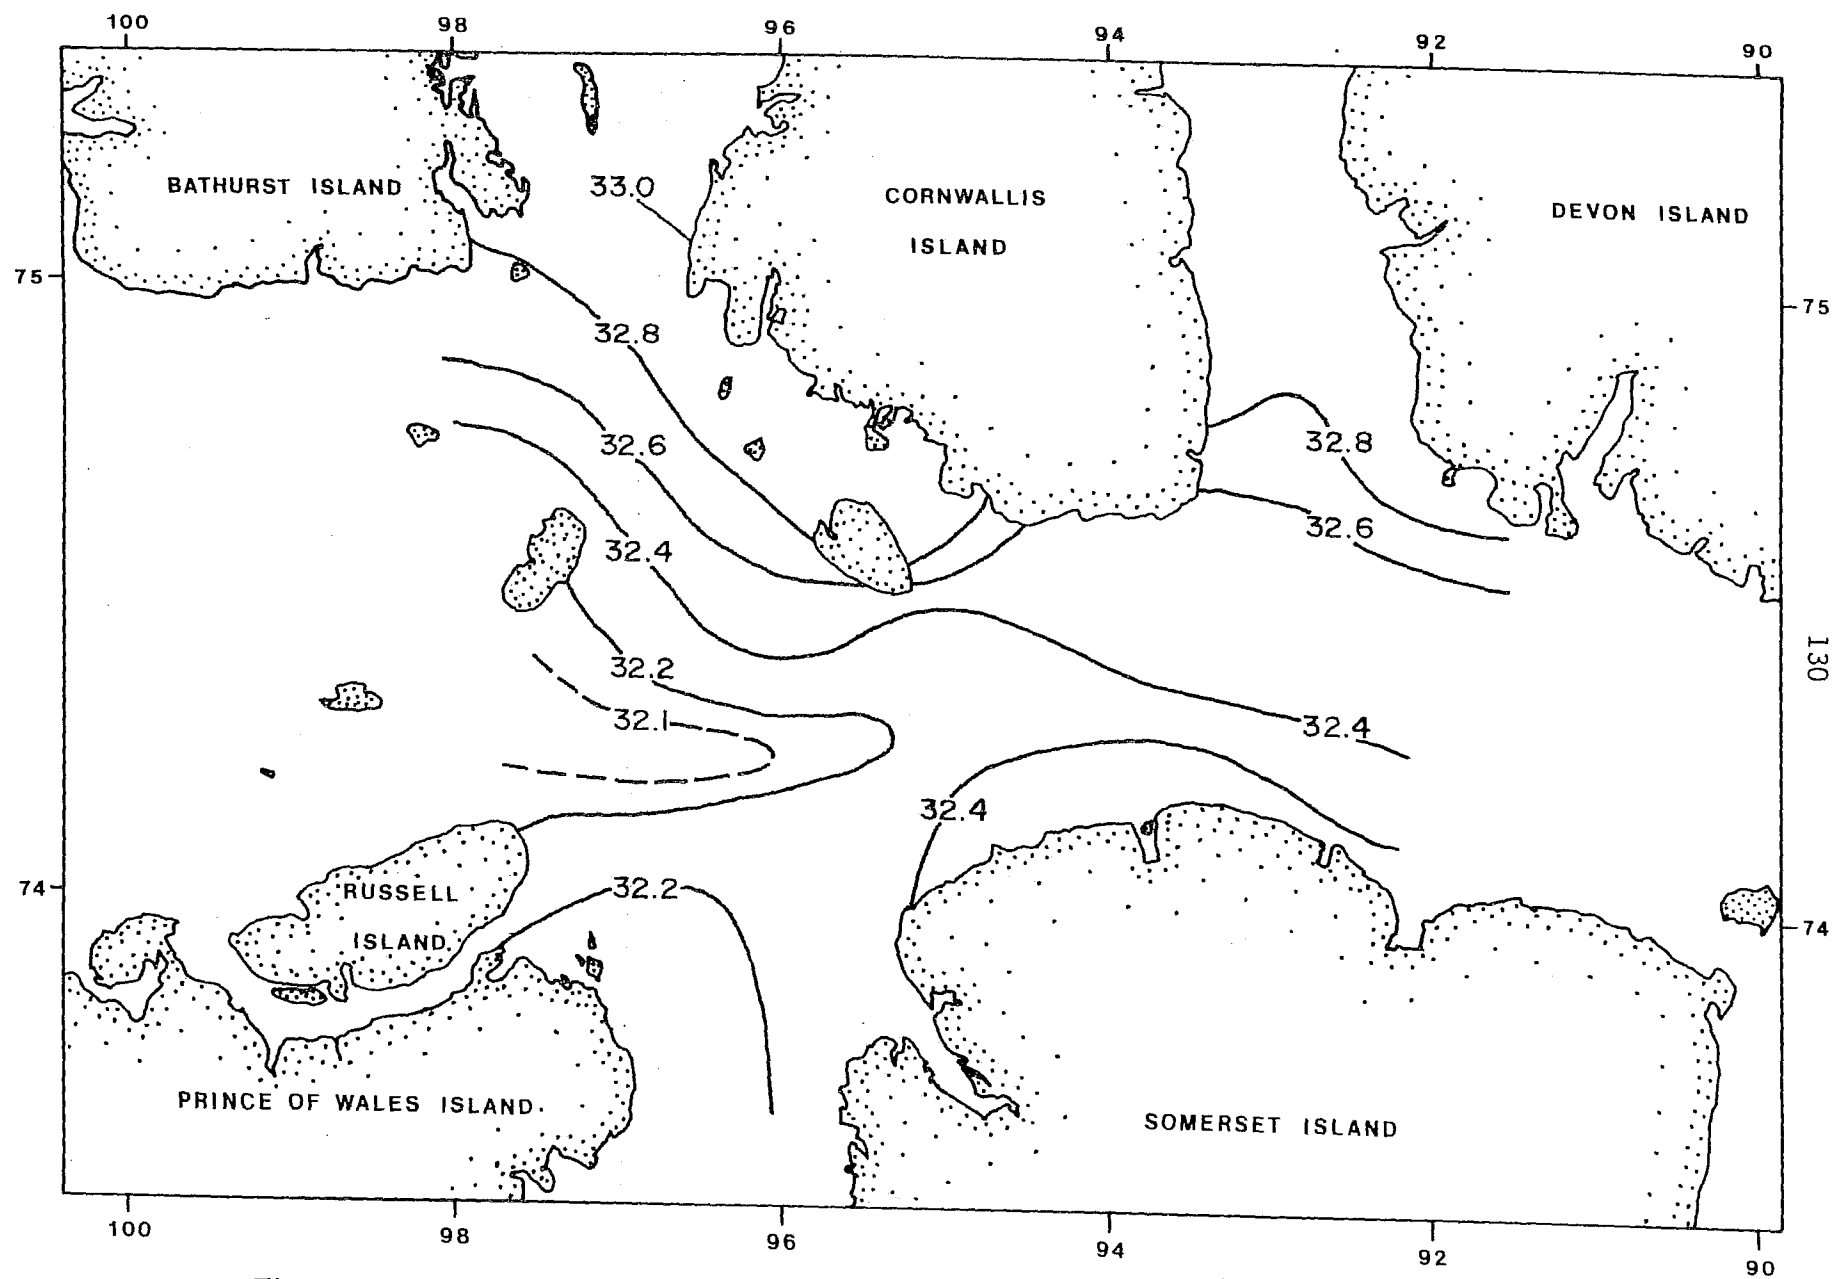 100 98 96 94 92 90
BATHURST ISLAND
33.0
CORNWALLIS
ISLAND
DEVON ISLAND
75
75
32.8
32.6
32.8
32.4
32.6
32.2
130
32.1
32.4
32.4
74
RUSSELL
ISLAND
32.2
74
PRINCE OF WALES ISLAND
SOMERSET ISLAND
100 98 96 94 92 90